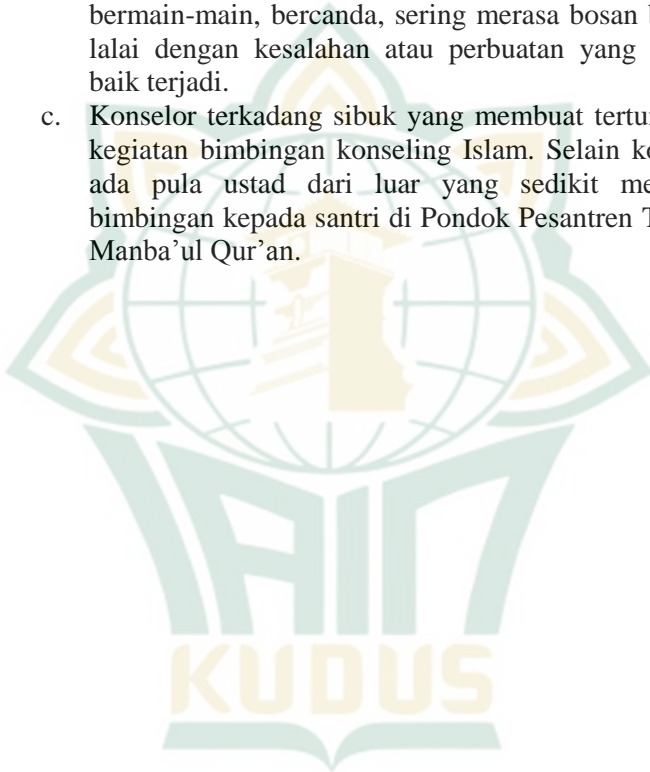 bermain-main, bercanda, sering merasa bosan
lalai dengan kesalahan atau perbuatan yang
baik terjadi.
c. Konselor terkadang sibuk yang membuat
kegiatan bimbingan konseling Islam. Selain
ada pula ustad dari luar yang sedikit
bimbingan kepada santri di Pondok Pesantren
Manba’ul Qur’an.
IAIN
KUDUS